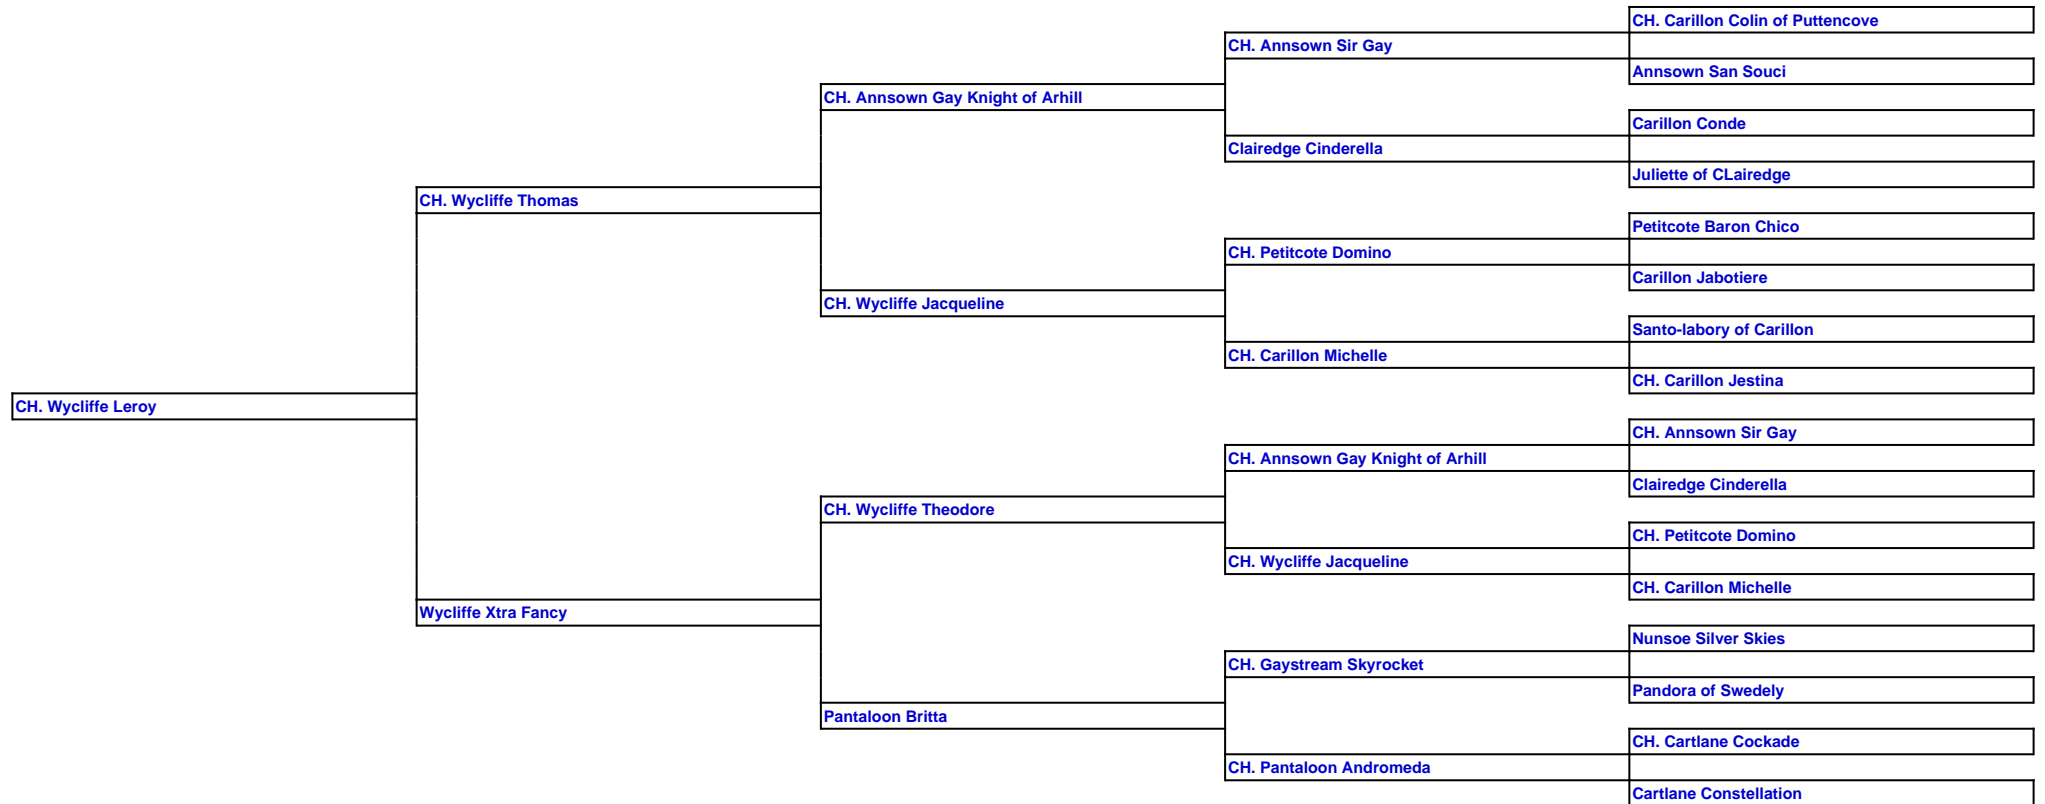 CH. Carillon Colin of Puttencove
CH. Annsown Sir Gay
Annsown San Souci
CH. Annsown Gay Knight of Arhill
Carillon Conde
Clairedge Cinderella
Juliette of CLairedge
CH. Wycliffe Thomas
Petitcote Baron Chico
CH. Petitcote Domino
Carillon Jabotiere
CH. Wycliffe Jacqueline
Santo-labory of Carillon
CH. Carillon Michelle
CH. Carillon Jestina
CH. Wycliffe Leroy
CH. Annsown Sir Gay
CH. Annsown Gay Knight of Arhill
Clairedge Cinderella
CH. Wycliffe Theodore
CH. Petitcote Domino
CH. Wycliffe Jacqueline
CH. Carillon Michelle
Wycliffe Xtra Fancy
Nunsoe Silver Skies
CH. Gaystream Skyrocket
Pandora of Swedely
Pantaloon Britta
CH. Cartlane Cockade
CH. Pantaloon Andromeda
Cartlane Constellation